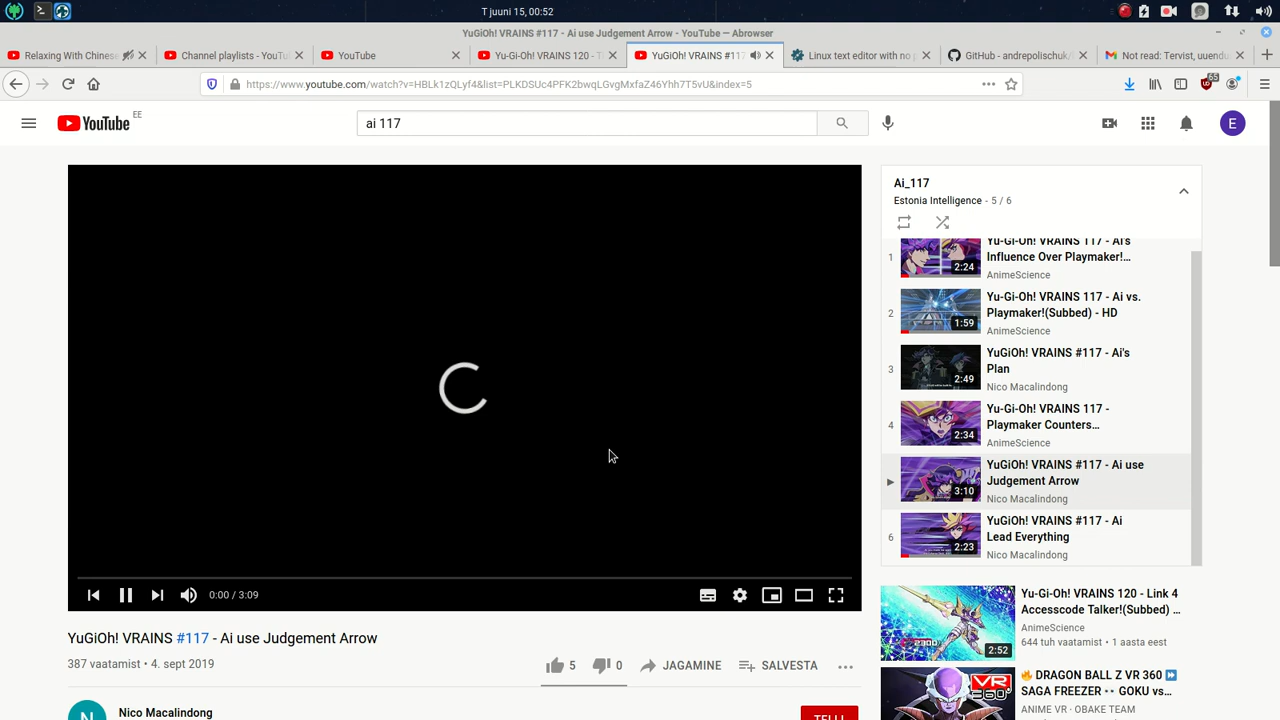 T juuni 15, 00:52
YuGiOh! VRAINS #117 - Ai use Judgement Arrow - YouTube — Abrowser
Relaxing With Chinese
Channel playlists - YouTu
YouTube
Yu-Gi-Oh! VRAINS 120 - T
YuGiOh! VRAINS #117
Linux text editor with no p
GitHub - andrepolischuk/
Not read: Tervist, uuendu
https://www.youtube.com/watch?v=HBLk1zQLyf4&list=PLKDSUc4PFK2bwqLGvgMxfaZ46Yhh7T5vU&index=5
65
YouTube EE
ai 117
E
Ai_117
Estonia Intelligence - 5 / 6
1
Yu-Gi-Oh! VRAINS 117 - Ai's
Influence Over Playmaker!...
2:24
AnimeScience
2
Yu-Gi-Oh! VRAINS 117 - Ai vs.
Playmaker!(Subbed) - HD
1:59
AnimeScience
3
YuGiOh! VRAINS #117 - Ai's
Plan
2:49
Nico Macalindong
4
Yu-Gi-Oh! VRAINS 117 -
Playmaker Counters...
2:34
AnimeScience
YuGiOh! VRAINS #117 - Ai use
Judgement Arrow
3:10
Nico Macalindong
6
YuGiOh! VRAINS #117 - Ai
Lead Everything
2:23
Nico Macalindong
0:00 / 3:09
YuGiOh! VRAINS #117 - Ai use Judgement Arrow
387 vaatamist • 4. sept 2019
5
0
JAGAMINE
SALVESTA
N
Nico Macalindong
TELLI
Yu-Gi-Oh! VRAINS 120 - Link 4
Accesscode Talker!(Subbed) ...
AnimeScience
644 tuh vaatamist • 1 aasta eest
2:52
DRAGON BALL Z VR 360
SAGA FREEZER GOKU vs...
ANIME VR - OBAKE TEAM
VR
360°